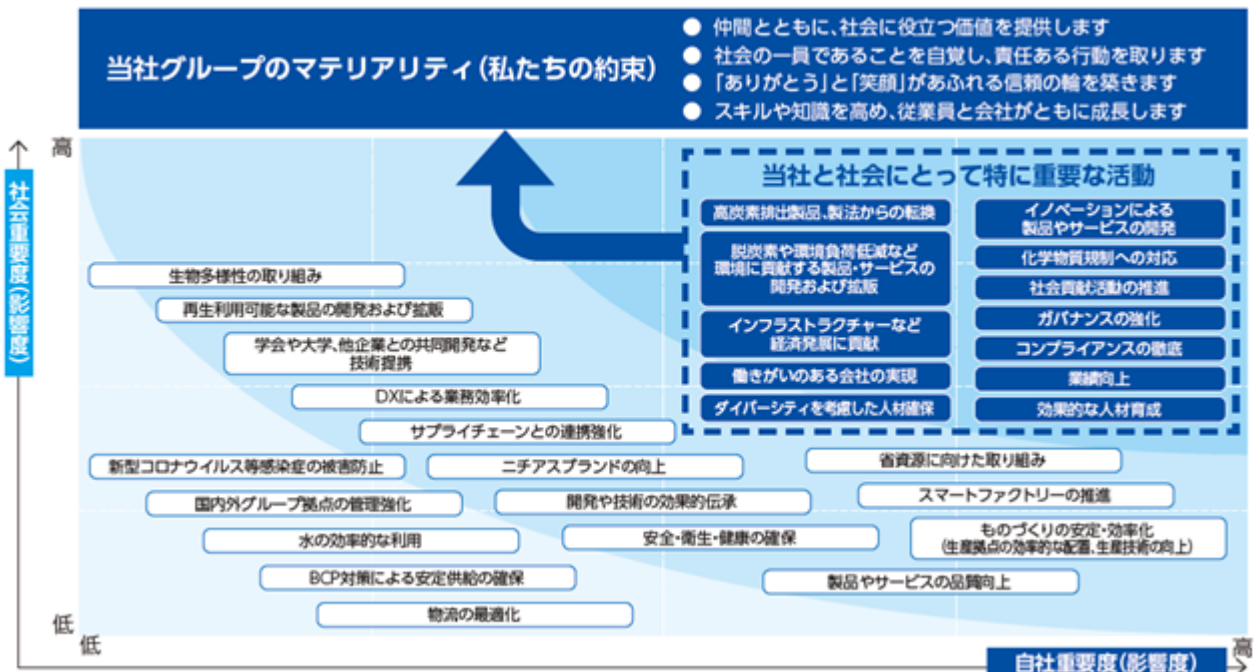 当社グループのマテリアリティ(私たちの約束)
● 仲間とともに、社会に役立つ価値を提供します
● 社会の一員であることを自覚し、責任ある行動を取ります
● 「ありがとう」と「笑顔」があふれる信頼の輪を築きます
● スキルや知識を高め、従業員と会社がともに成長します
高
社会重要度(影響度)
当社と社会にとって特に重要な活動
高炭素排出製品、製法からの転換
脱炭素や環境負荷低減など
環境に貢献する製品・サービスの
開発および拡販
インフラストラクチャーなど
経済発展に貢献
働きがいのある会社の実現
ダイバーシティを考慮した人材確保
イノベーションによる
製品やサービスの開発
化学物質規制への対応
社会貢献活動の推進
ガバナンスの強化
コンプライアンスの徹底
業績向上
効果的な人材育成
生物多様性の取り組み
再生利用可能な製品の開発および拡販
学会や大学、他企業との共同開発など
技術提携
DXによる業務効率化
サプライチェーンとの連携強化
新型コロナウイルス等感染症の被害防止
ニチアスブランドの向上
省資源に向けた取り組み
国内外グループ拠点の管理強化
開発や技術の効果的伝承
スマートファクトリーの推進
水の効率的な利用
安全・衛生・健康の確保
ものづくりの安定・効率化
(生産拠点の効率的な配置、生産技術の向上)
BCP対策による安定供給の確保
製品やサービスの品質向上
物流の最適化
低
低
自社重要度(影響度)
高